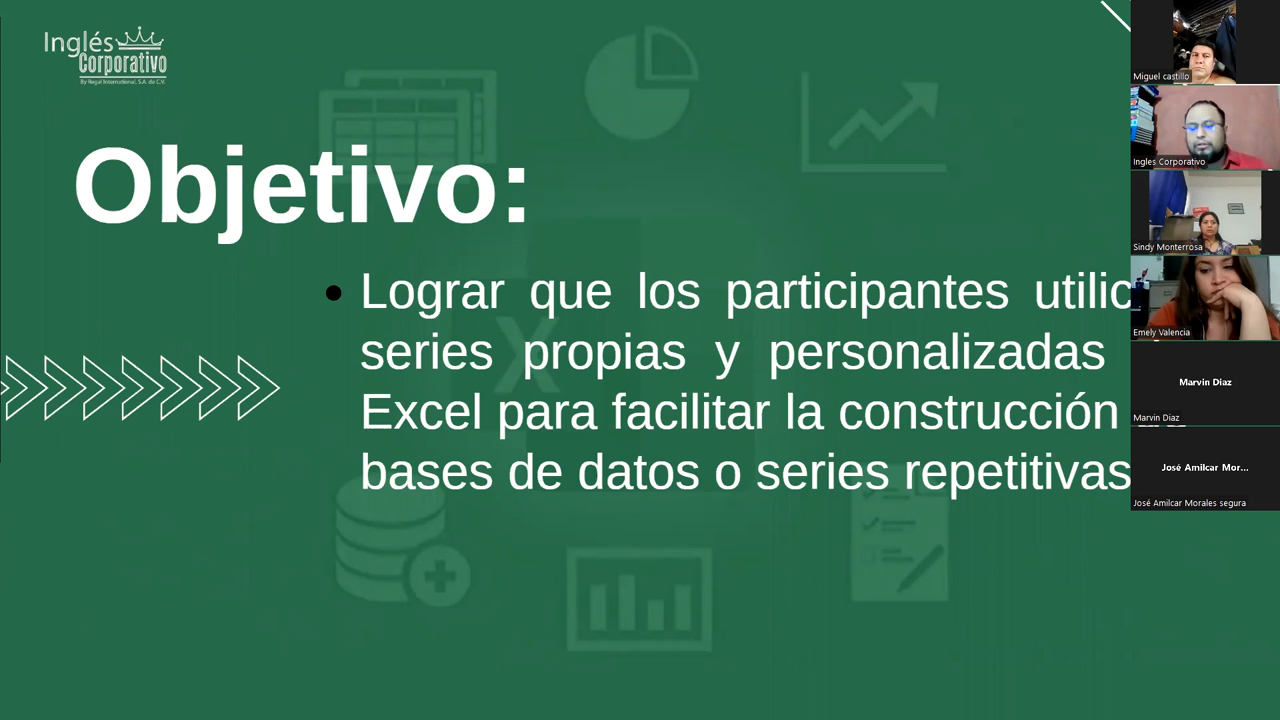 Inglés
Corporativo
By Regal International, S.A. de C.V.
Objetivo:
Lograr que los participantes utilic
series propias y personalizadas
Excel para facilitar la construcción
bases de datos o series repetitivas
Miguel castillo
Ingles Corporativo
Sindy Monterrosa
Emely Valencia
Marvin Diaz
Marvin Diaz
José Amilcar Mor...
José Amilcar Morales segura